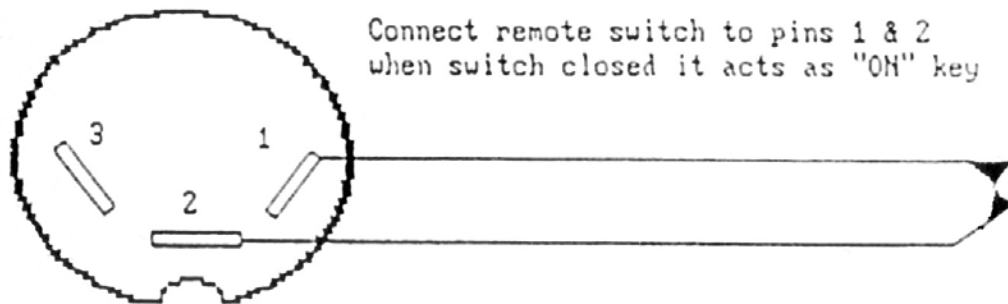 Connect remote switch to pins 1 & 2
when switch closed it acts as "ON" key
3
1
2